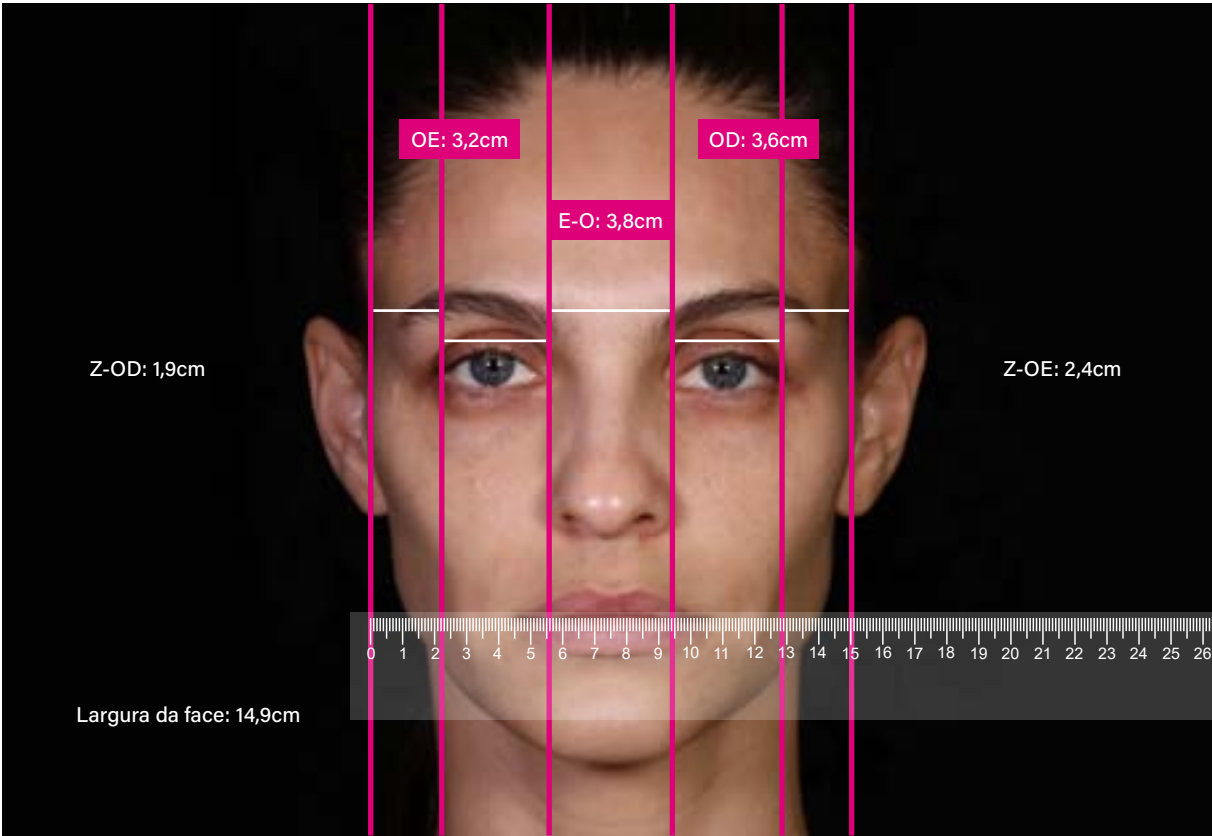 OE: 3,2cm
OD: 3,6cm
E-O: 3,8cm
Z-OD: 1,9cm
Z-OE: 2,4cm
0 1 2 3 4 5 6 7 8 9 10 11 12 13 14 15 16 17 18 19 20 21 22 23 24 25 26
Largura da face: 14,9cm